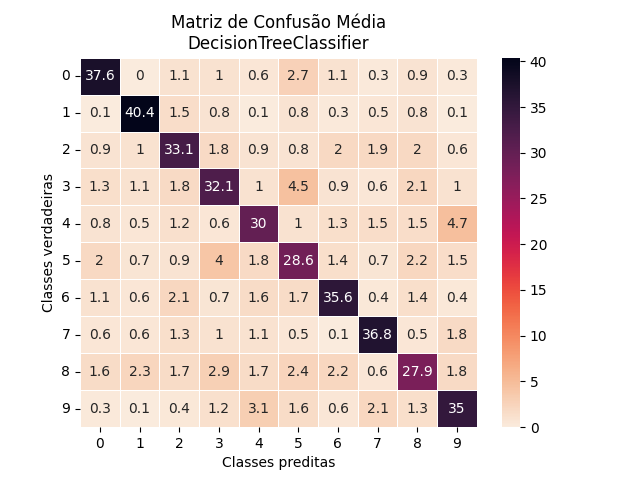 Matriz de Confusão Média
DecisionTreeClassifier
0 37.6 0 1.1 1 0.6 2.7 1.1 0.3 0.9 0.3
1 0.1 40.4 1.5 0.8 0.1 0.8 0.3 0.5 0.8 0.1
2 0.9 1 33.1 1.8 0.9 0.8 2 1.9 2 0.6
3 1.3 1.1 1.8 32.1 1 4.5 0.9 0.6 2.1 1
4 0.8 0.5 1.2 0.6 30 1 1.3 1.5 1.5 4.7
5 2 0.7 0.9 4 1.8 28.6 1.4 0.7 2.2 1.5
6 1.1 0.6 2.1 0.7 1.6 1.7 35.6 0.4 1.4 0.4
7 0.6 0.6 1.3 1 1.1 0.5 0.1 36.8 0.5 1.8
8 1.6 2.3 1.7 2.9 1.7 2.4 2.2 0.6 27.9 1.8
9 0.3 0.1 0.4 1.2 3.1 1.6 0.6 2.1 1.3 35
0 1 2 3 4 5 6 7 8 9
Classes preditas
Classes verdadeiras
40
35
30
25
20
15
10
5
0